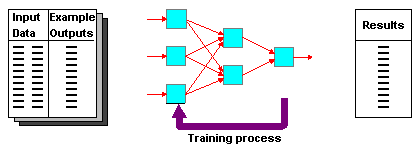 Input Data
Example Outputs
Results
Training process